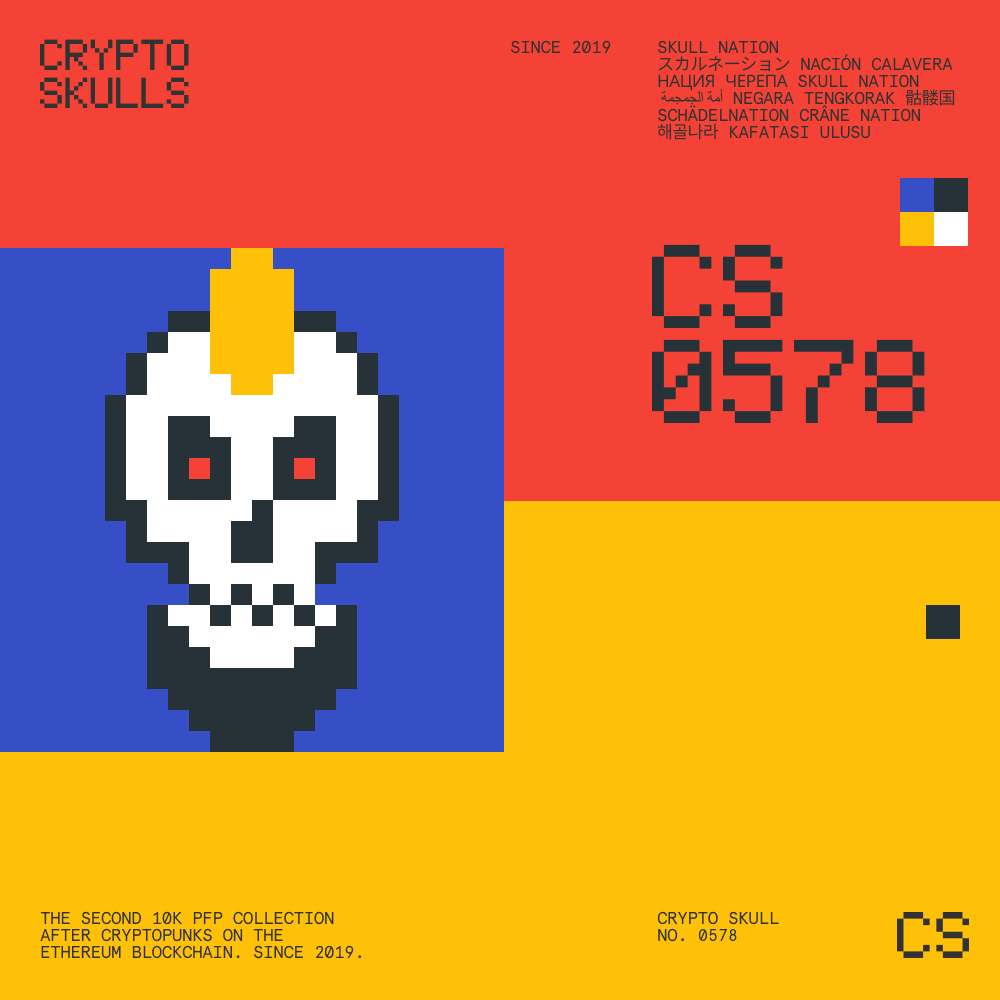 CRYPTO
SKULLS
SINCE 2019
SKULL NATION
スカルネーション NACIÓN CALAVERA
НАЦИЯ ЧЕРЕПА SKULL NATION
أمة الجمجمة NEGARA TENGKORAK 骷髅国
SCHÄDELNATION CRÂNE NATION
해골나라 KAFATASI ULUSU
CS
0578
THE SECOND 10K PFP COLLECTION
AFTER CRYPTOPUNKS ON THE
ETHEREUM BLOCKCHAIN. SINCE 2019.
CRYPTO SKULL
NO. 0578
CS